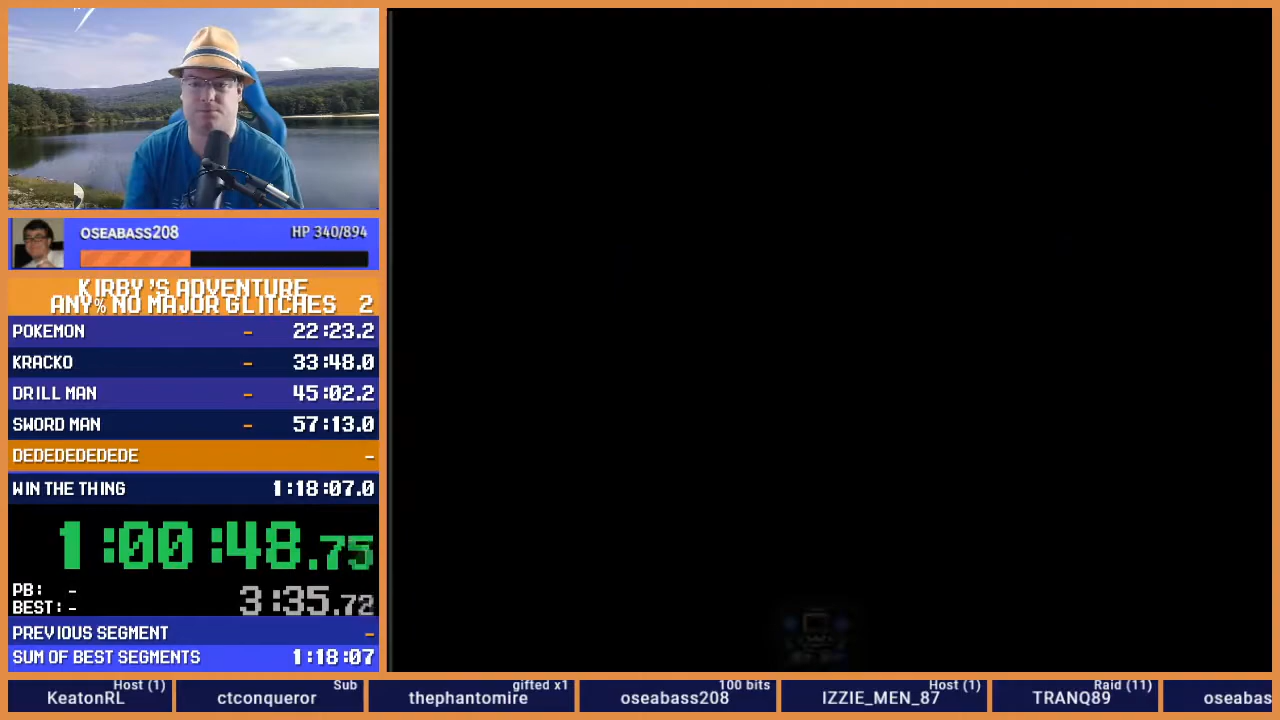 OSEABASS208 HP 340/894
KIRBY'S ADVENTURE
ANY% NO MAJOR GLITCHES 2
POKEMON - 22:23.2
KRACKO - 33:48.0
DRILL MAN - 45:02.2
SWORD MAN - 57:13.0
DEDEDEDEDEDE -
WIN THE THING 1:18:07.0
1:00:48.75
PB: -
BEST: - 3:35.72
PREVIOUS SEGMENT -
SUM OF BEST SEGMENTS 1:18:07
Host (1) Sub gifted x1 100 bits Host (1) Raid (11)
KeatonRL ctconqueror thephantomire oseabass208 IZZIE_MEN_87 TRANQ89 oseabas